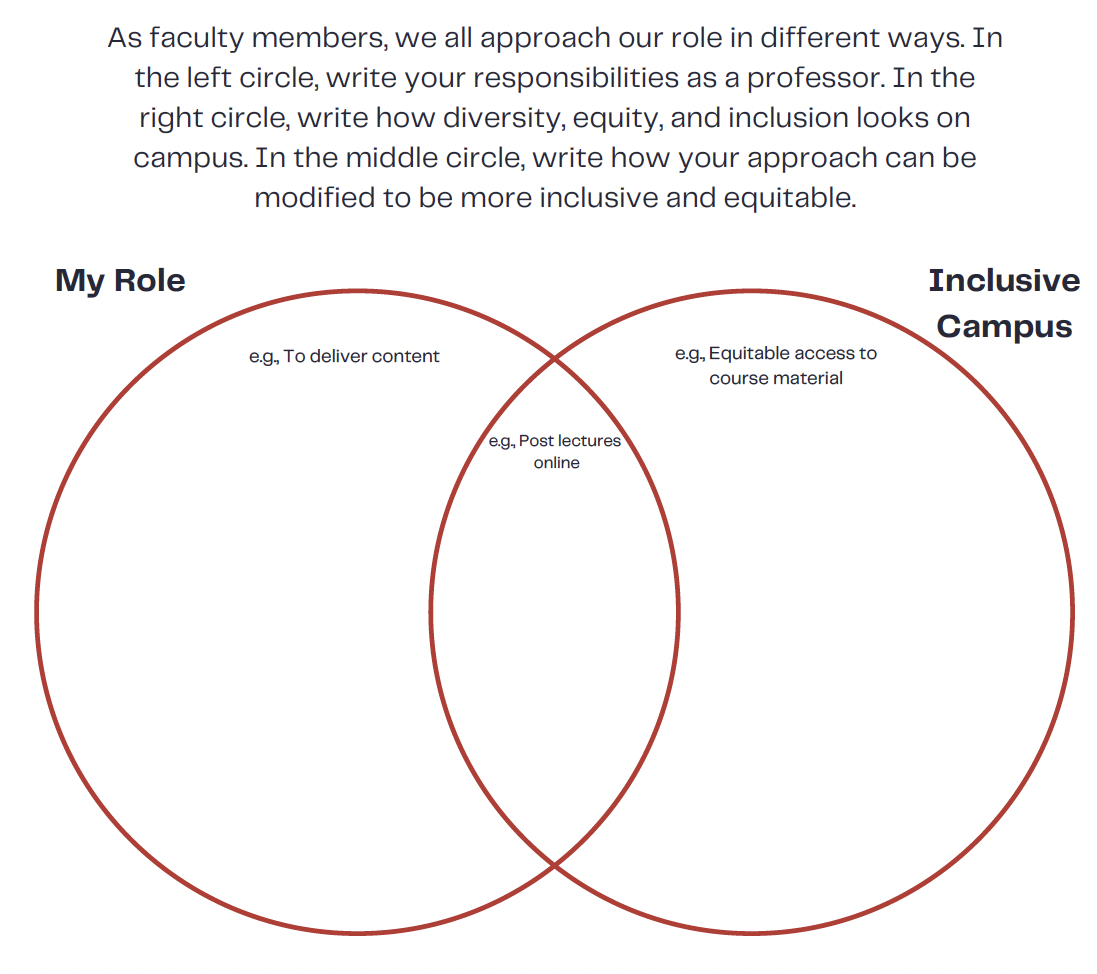 As faculty members, we all approach our role in different ways. In
the left circle, write your responsibilities as a professor. In the
right circle, write how diversity, equity, and inclusion looks on
campus. In the middle circle, write how your approach can be
modified to be more inclusive and equitable.
My Role
Inclusive
Campus
e.g., To deliver content
e.g., Equitable access to
course material
e.g., Post lectures
online